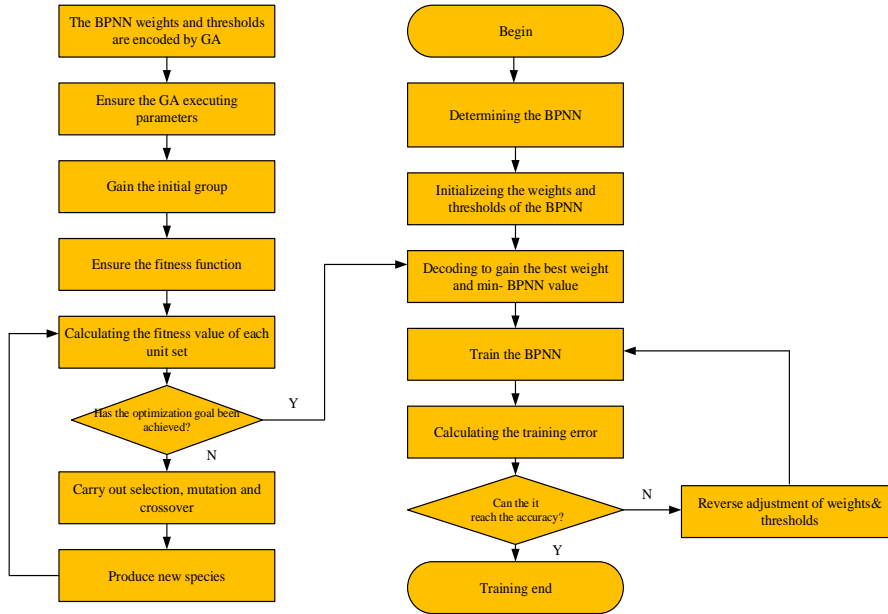 The BPNN weights and thresholds
are encoded by GA
Ensure the GA executing
parameters
Gain the initial group
Ensure the fitness function
Calculating the fitness value of each
unit set
Has the optimization goal been
achieved?
Y
N
Carry out selection, mutation and
crossover
Produce new species
Begin
Determining the BPNN
Initializeing the weights and
thresholds of the BPNN
Decoding to gain the best weight
and min- BPNN value
Train the BPNN
Calculating the training error
Can the it
reach the accuracy?
N
Reverse adjustment of weights&
thresholds
Y
Training end